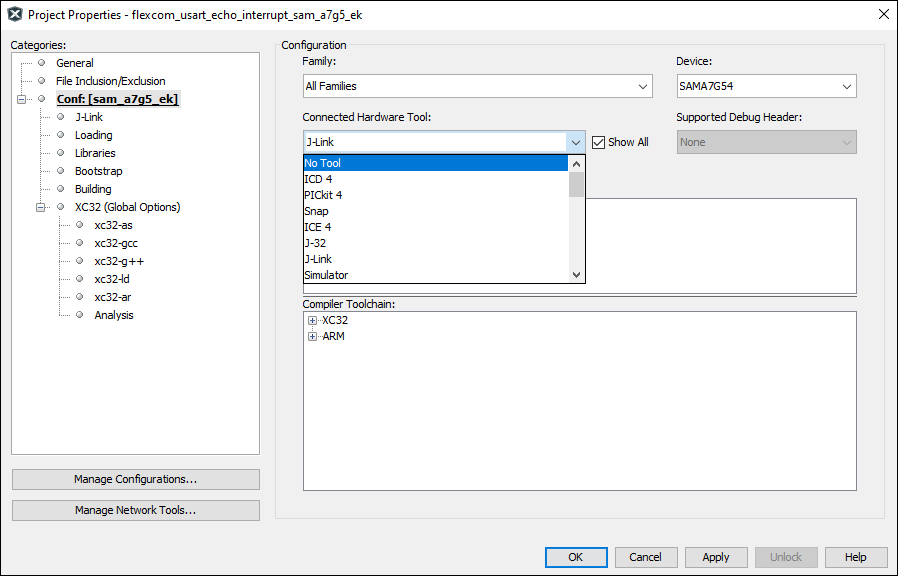 Project Properties - flexcom_usart_echo_interrupt_sam_a7g5_ek
Categories:
General
File Inclusion/Exclusion
Conf: [sam_a7g5_ek]
J-Link
Loading
Libraries
Bootstrap
Building
XC32 (Global Options)
xc32-as
xc32-gcc
xc32-g++
xc32-ld
xc32-ar
Analysis
Manage Configurations...
Manage Network Tools...
Configuration
Family:
Device:
All Families
SAMA7G54
Connected Hardware Tool:
Supported Debug Header:
J-Link
Show All
None
No Tool
ICD 4
PICkit 4
Snap
ICE 4
J-32
J-Link
Simulator
Compiler Toolchain:
XC32
ARM
OK
Cancel
Apply
Unlock
Help